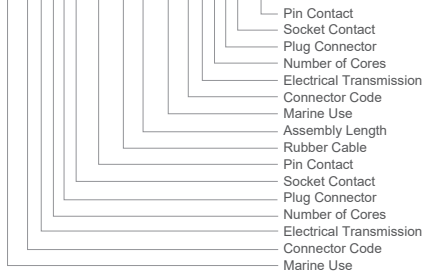 Pin Contact
Socket Contact
Plug Connector
Number of Cores
Electrical Transmission
Connector Code
Marine Use
Assembly Length
Rubber Cable
Pin Contact
Socket Contact
Plug Connector
Number of Cores
Electrical Transmission
Connector Code
Marine Use